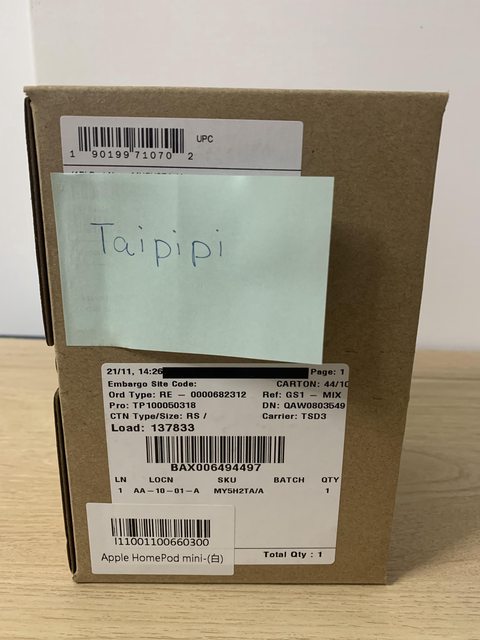 UPC
1 90199 71070 2
Taipipi
21/11, 14:26
Page: 1
Embargo Site Code:
CARTON: 44/10
Ord Type: RE - 0000682312
Ref: GS1 - MIX
Pro: TP100050318
DN: QAW0803549
CTN Type/Size: RS /
Carrier: TSD3
Load: 137833
BAX006494497
LN LOCN SKU BATCH QTY
1 AA-10-01-A MY5H2TA/A 1
I11001100660300
Apple HomePod mini-(白)
Total Qty : 1